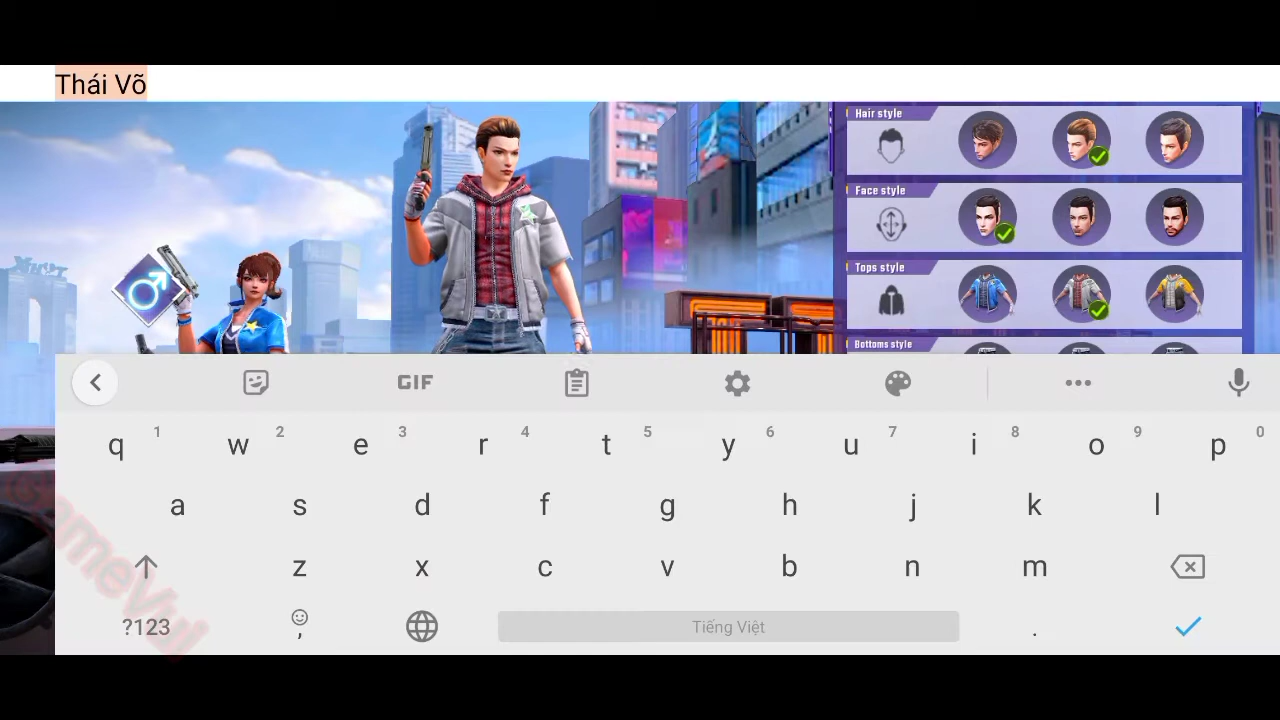 Thái Võ
Hair style
Face style
Tops style
Bottoms style
GIF
q 1 w 2 e 3 r 4 t 5 y 6 u 7 i 8 o 9 p 0
a s d f g h j k l
z x c v b n m
?123 , Tiếng Việt .
GameVui